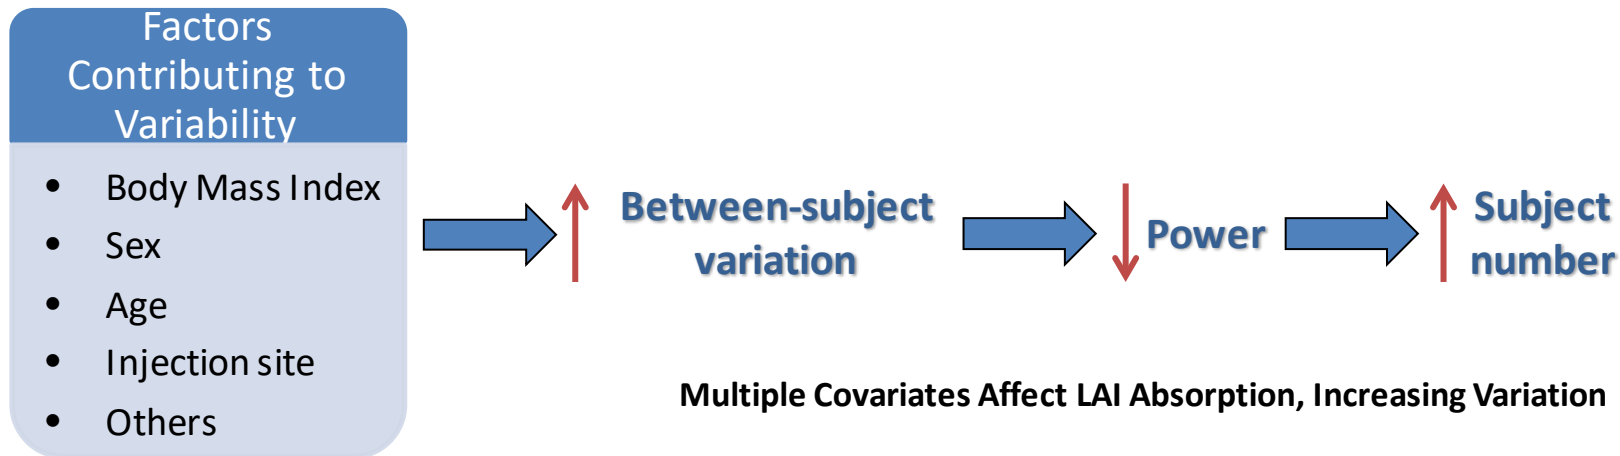 Factors
Contributing to
Variability
• Body Mass Index
• Sex
• Age
• Injection site
• Others
Between-subject
variation
Power
Subject
number
Multiple Covariates Affect LAI Absorption, Increasing Variation